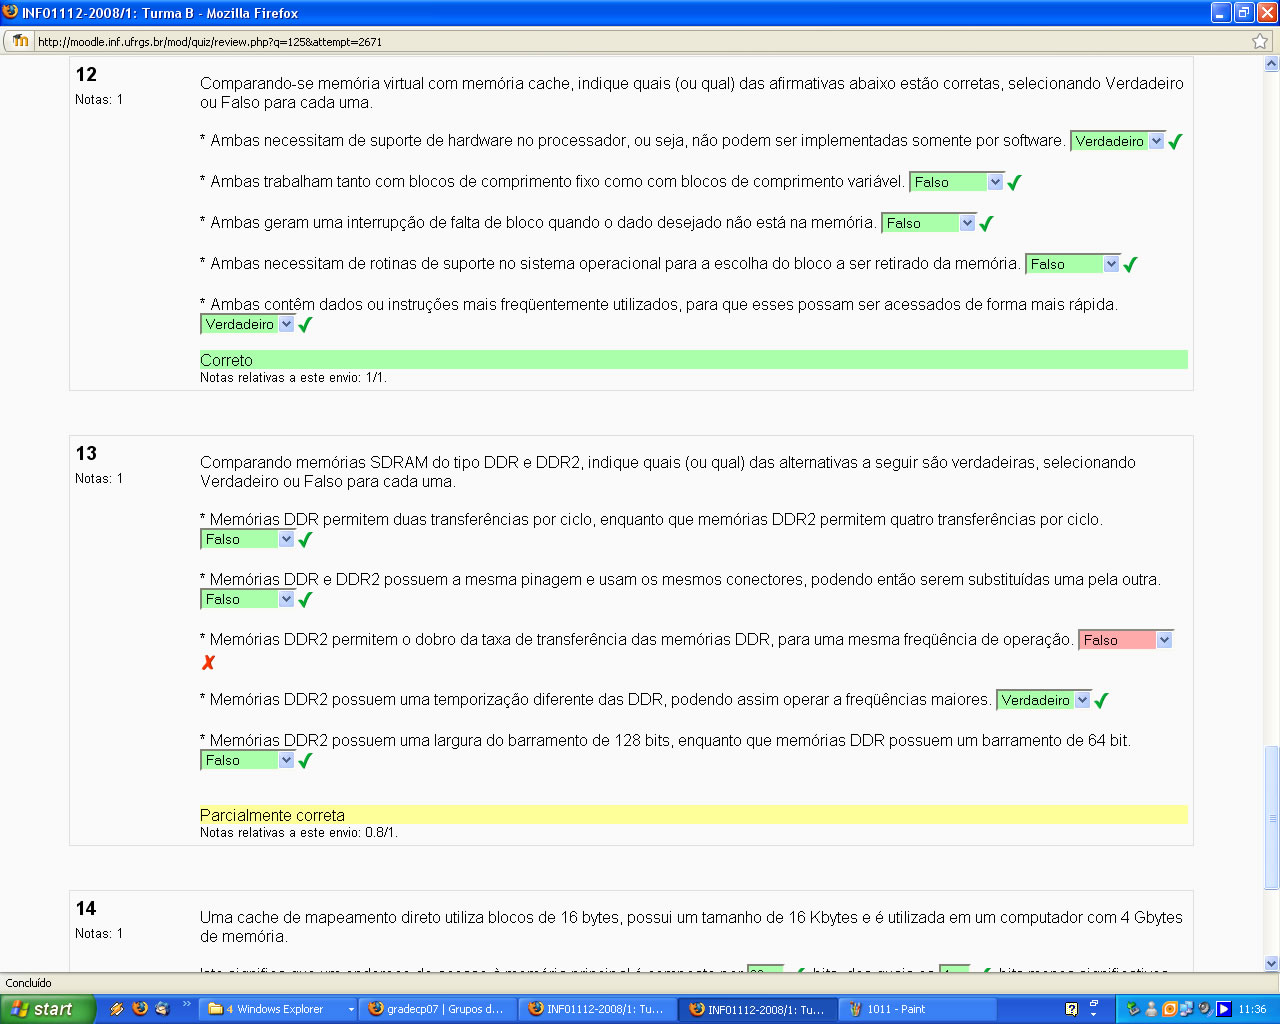 INF01112-2008/1: Turma B - Mozilla Firefox
http://moodle.inf.ufrgs.br/mod/quiz/review.php?q=125&attempt=2671
12
Notas: 1
Comparando-se memória virtual com memória cache, indique quais (ou qual) das afirmativas abaixo estão corretas, selecionando Verdadeiro
ou Falso para cada uma.
* Ambas necessitam de suporte de hardware no processador, ou seja, não podem ser implementadas somente por software. Verdadeiro
* Ambas trabalham tanto com blocos de comprimento fixo como com blocos de comprimento variável. Falso
* Ambas geram uma interrupção de falta de bloco quando o dado desejado não está na memória. Falso
* Ambas necessitam de rotinas de suporte no sistema operacional para a escolha do bloco a ser retirado da memória. Falso
* Ambas contêm dados ou instruções mais freqüentemente utilizados, para que esses possam ser acessados de forma mais rápida.
Verdadeiro
Correto
Notas relativas a este envio: 1/1.
13
Notas: 1
Comparando memórias SDRAM do tipo DDR e DDR2, indique quais (ou qual) das alternativas a seguir são verdadeiras, selecionando
Verdadeiro ou Falso para cada uma.
* Memórias DDR permitem duas transferências por ciclo, enquanto que memórias DDR2 permitem quatro transferências por ciclo.
Falso
* Memórias DDR e DDR2 possuem a mesma pinagem e usam os mesmos conectores, podendo então serem substituídas uma pela outra.
Falso
* Memórias DDR2 permitem o dobro da taxa de transferência das memórias DDR, para uma mesma freqüência de operação. Falso
* Memórias DDR2 possuem uma temporização diferente das DDR, podendo assim operar a freqüências maiores. Verdadeiro
* Memórias DDR2 possuem uma largura do barramento de 128 bits, enquanto que memórias DDR possuem um barramento de 64 bit.
Falso
Parcialmente correta
Notas relativas a este envio: 0.8/1.
14
Notas: 1
Uma cache de mapeamento direto utiliza blocos de 16 bytes, possui um tamanho de 16 Kbytes e é utilizada em um computador com 4 Gbytes
de memória.
Concluído
start
4 Windows Explorer
gradecp07 | Grupos d...
INF01112-2008/1: Tu...
INF01112-2008/1: Tu...
1011 - Paint
11:36